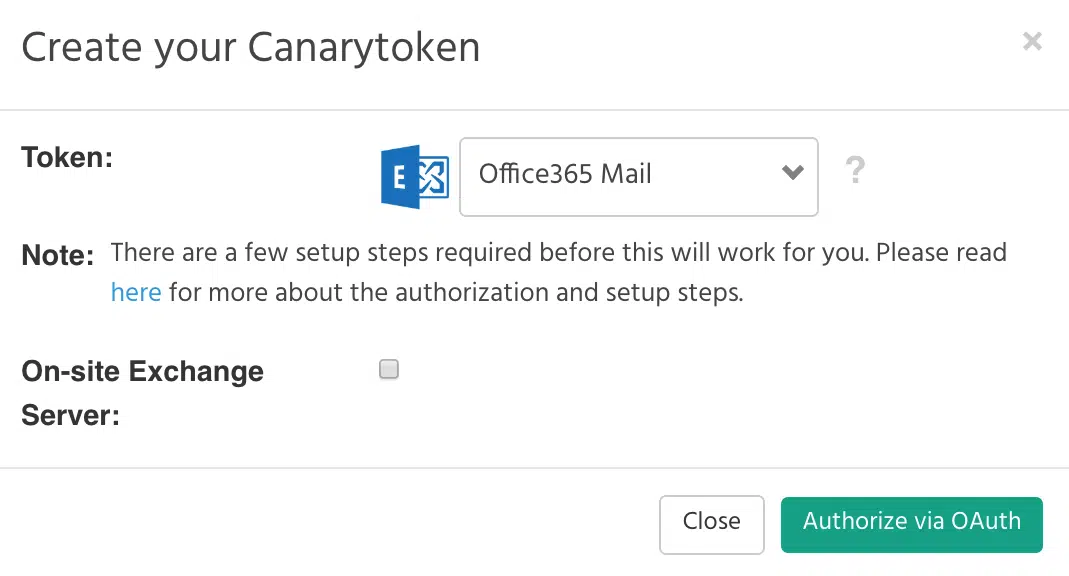 Create your Canarytoken
×
Token:
E
Office365 Mail
?
Note: There are a few setup steps required before this will work for you. Please read
here for more about the authorization and setup steps.
On-site Exchange
Server:
Close
Authorize via OAuth